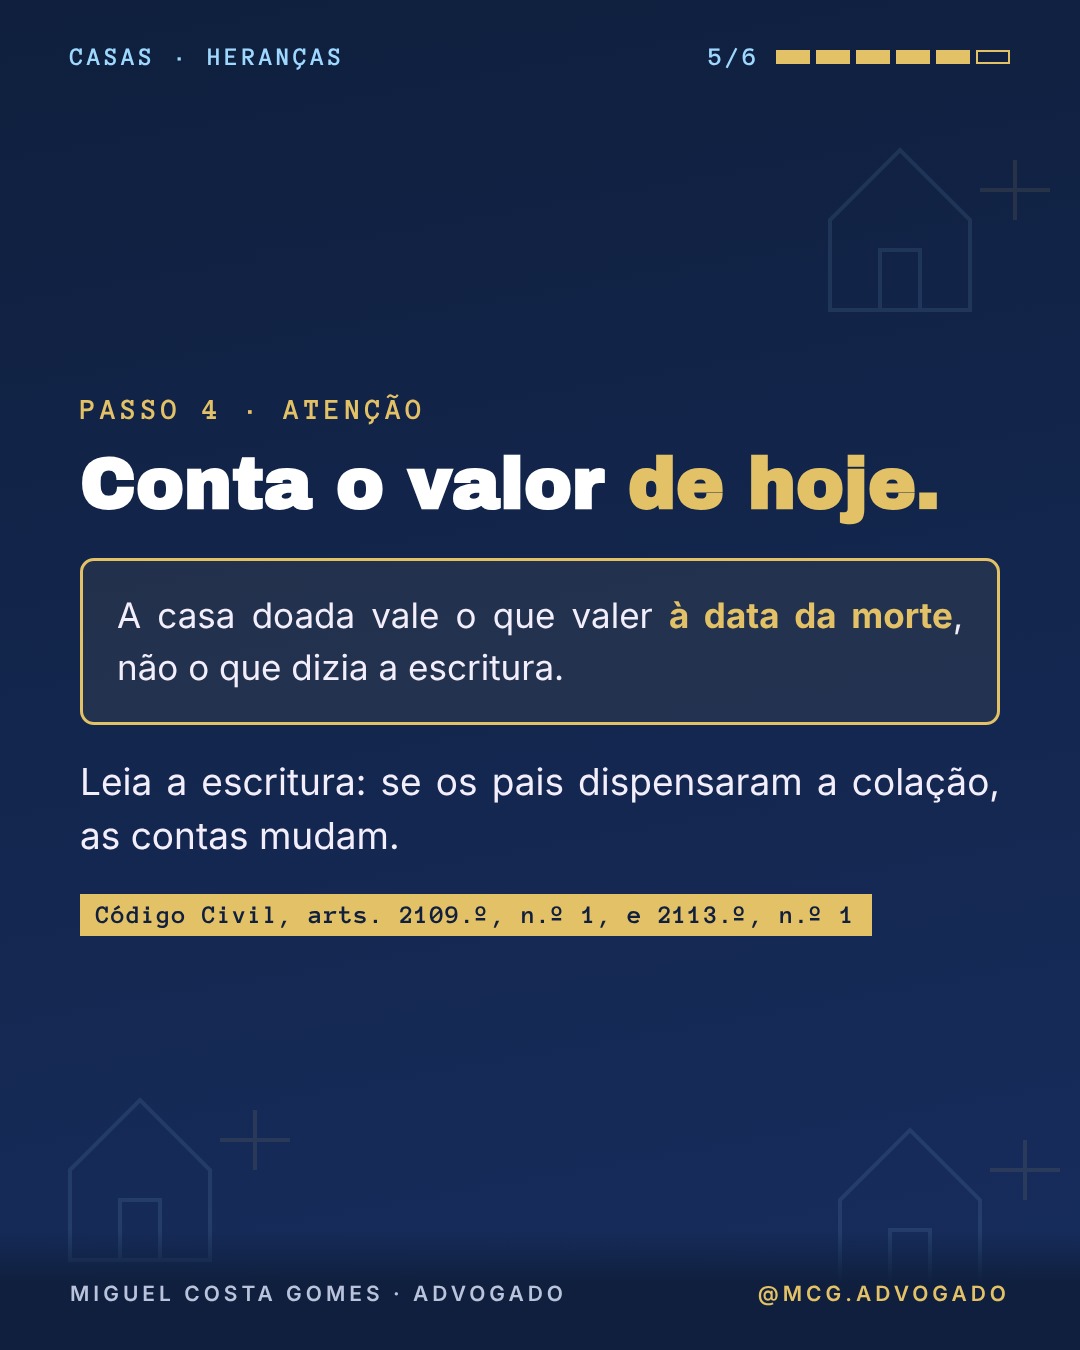 CASAS · HERANÇAS
5/6
PASSO 4 · ATENÇÃO
Conta o valor de hoje.
A casa doada vale o que valer à data da morte,
não o que dizia a escritura.
Leia a escritura: se os pais dispensaram a colação,
as contas mudam.
Código Civil, arts. 2109.º, n.º 1, e 2113.º, n.º 1
MIGUEL COSTA GOMES · ADVOGADO
@MCG.ADVOGADO